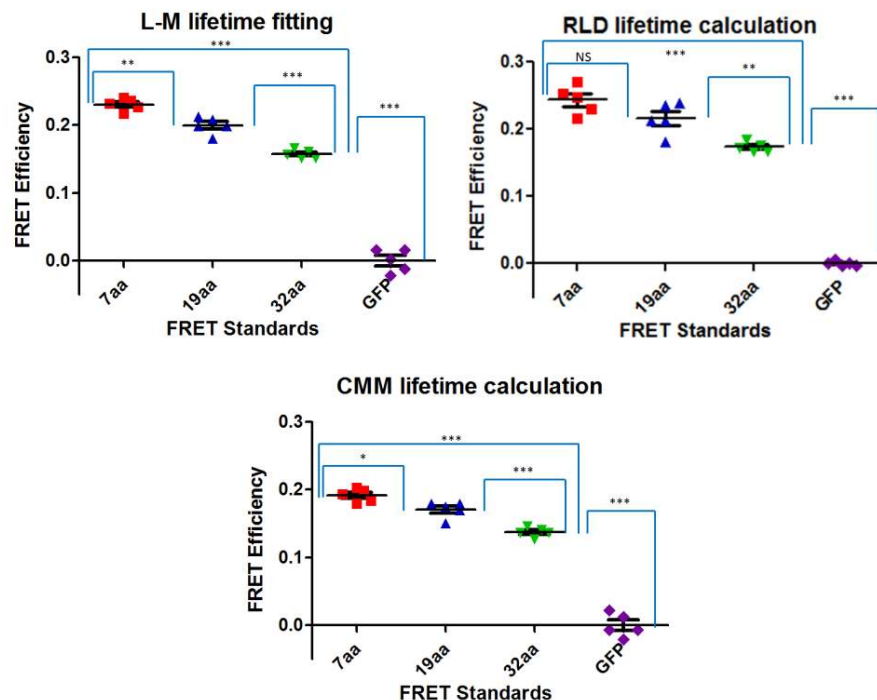 L-M lifetime fitting
***
**
***
***
0.3
0.2
0.1
0.0
FRET Efficiency
7aa
19aa
32aa
GFP
FRET Standards
RLD lifetime calculation
***
NS
**
***
0.3
0.2
0.1
0.0
FRET Efficiency
7aa
19aa
32aa
GFP
FRET Standards
CMM lifetime calculation
***
*
***
***
0.3
0.2
0.1
0.0
FRET Efficiency
7aa
19aa
32aa
GFP
FRET Standards